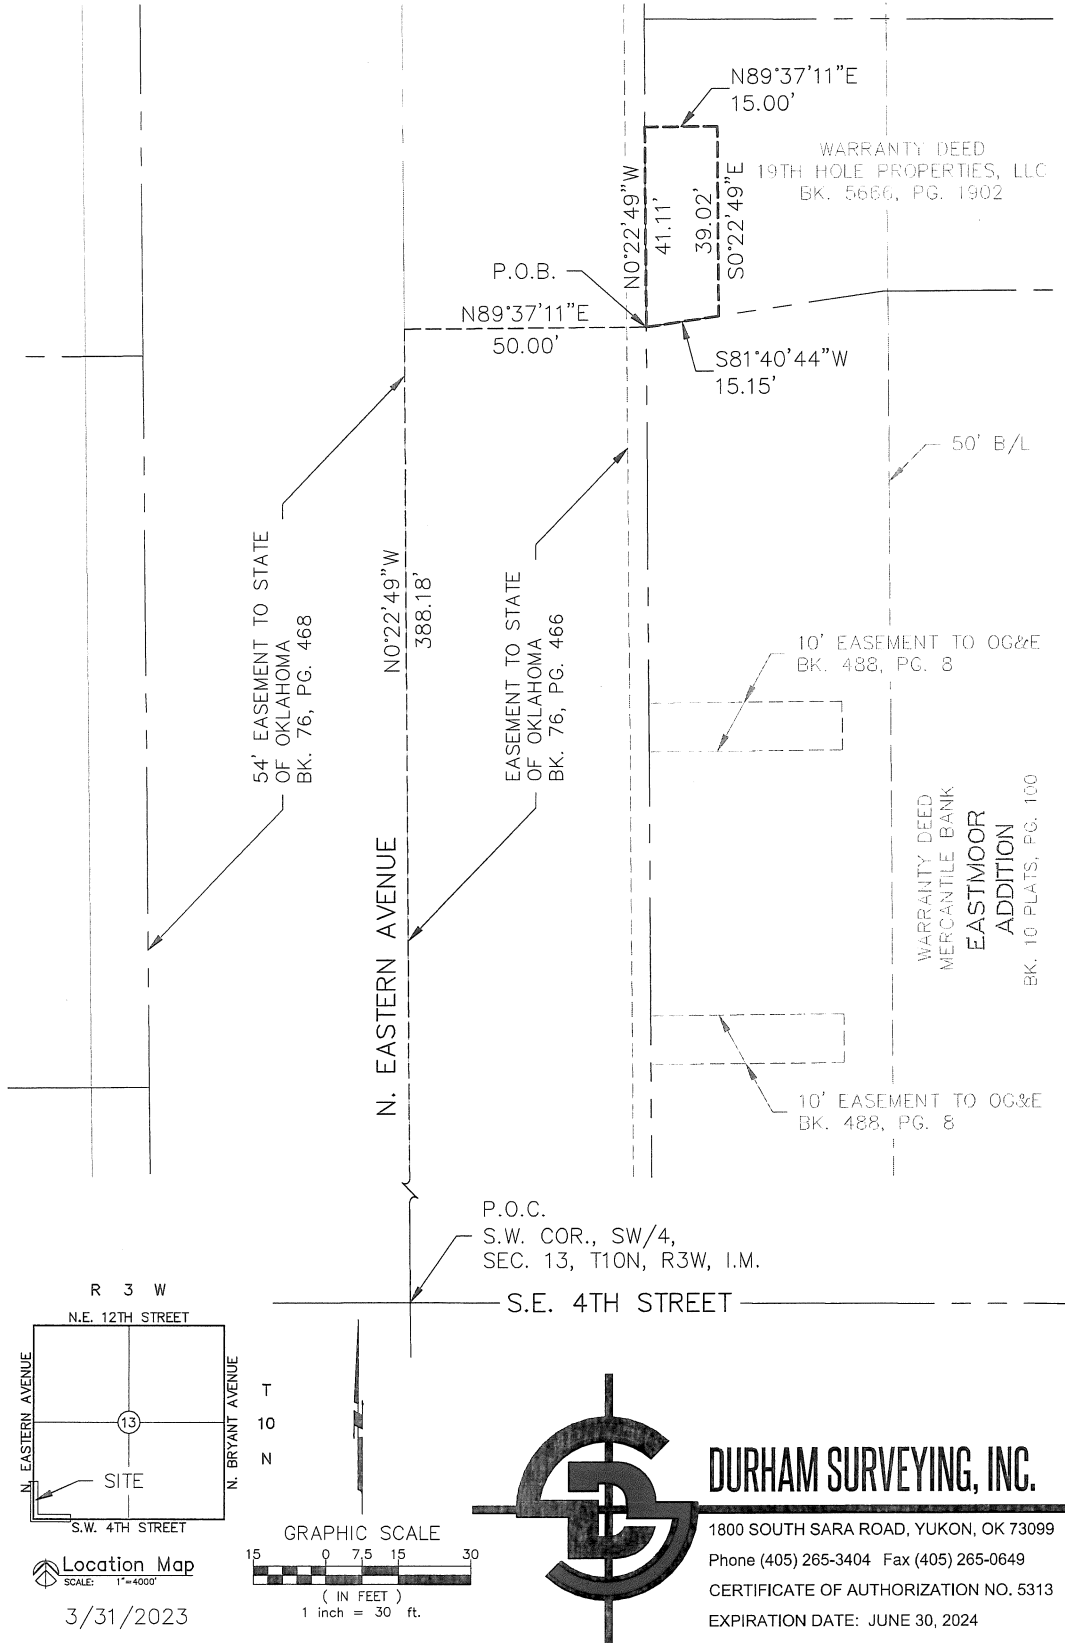 N89°37'11"E
15.00'
WARRANTY DEED
19TH HOLE PROPERTIES, LLC
BK. 5666, PG. 1902
N0°22'49"W
41.11'
39.02'
S0°22'49"E
P.O.B.
N89°37'11"E
50.00'
S81°40'44"W
15.15'
50' B/L
54' EASEMENT TO STATE
OF OKLAHOMA
BK. 76, PG. 468
N0°22'49"W
388.18'
EASEMENT TO STATE
OF OKLAHOMA
BK. 76, PG. 466
10' EASEMENT TO OG&E
BK. 488, PG. 8
WARRANTY DEED
MERCANTILE BANK
EASTMOOR
ADDITION
BK. 10 PLATS, PG. 100
N. EASTERN AVENUE
10' EASEMENT TO OG&E
BK. 488, PG. 8
P.O.C.
S.W. COR., SW/4,
SEC. 13, T10N, R3W, I.M.
S.E. 4TH STREET
R 3 W
N.E. 12TH STREET
N. EASTERN AVENUE
13
N. BRYANT AVENUE
T
10
N
SITE
S.W. 4TH STREET
Location Map
SCALE: 1"=4000'
3/31/2023
GRAPHIC SCALE
15 0 7.5 15 30
( IN FEET )
1 inch = 30 ft.
DURHAM SURVEYING, INC.
1800 SOUTH SARA ROAD, YUKON, OK 73099
Phone (405) 265-3404 Fax (405) 265-0649
CERTIFICATE OF AUTHORIZATION NO. 5313
EXPIRATION DATE: JUNE 30, 2024